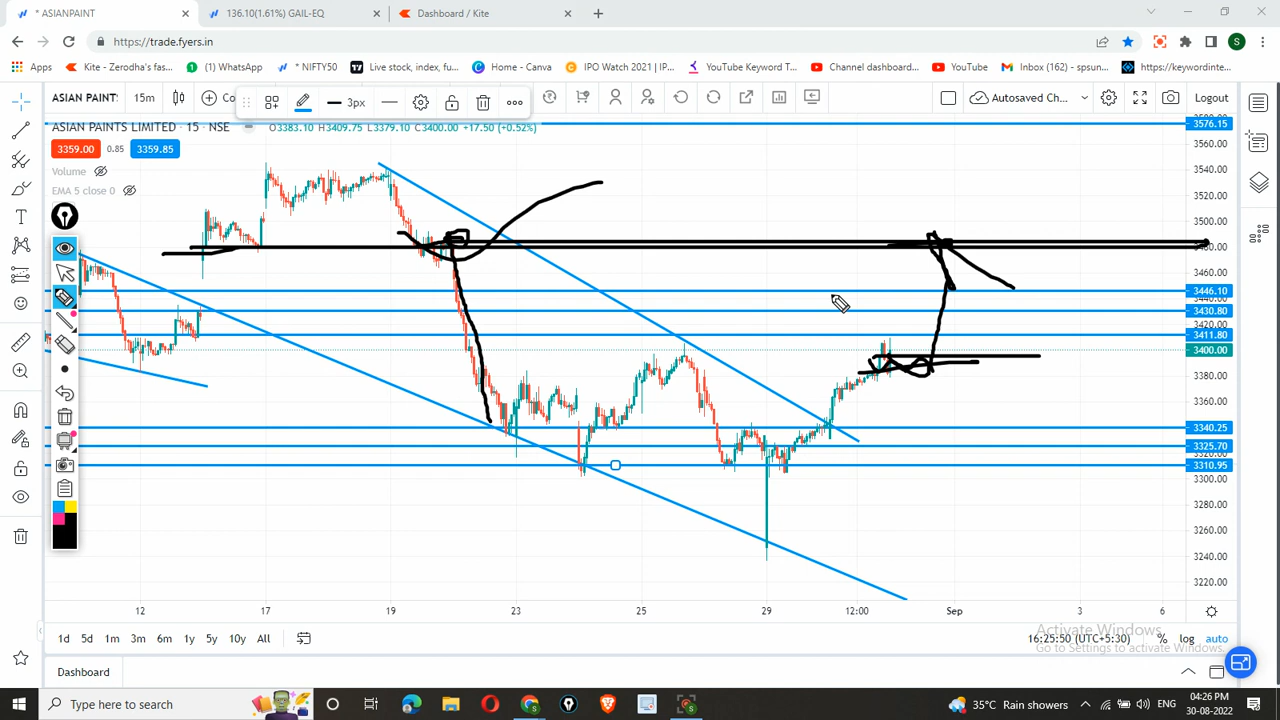 * ASIANPAINT
136.10(1.61%) GAIL-EQ
Dashboard / Kite
https://trade.fyers.in
S
Apps
Kite - Zerodha's fas...
(1) WhatsApp
* NIFTY50
Live stock, index, fu...
Home - Canva
IPO Watch 2021 | IP...
YouTube Keyword T...
Channel dashboard...
YouTube
Inbox (162) - spsun...
https://keywordinte...
ASIAN PAINT:
15m
Co
3px
Autosaved Ch...
Logout
ASIAN PAINTS LIMITED · 15 · NSE
O3383.10 H3409.75 L3379.10 C3400.00 +17.50 (+0.52%)
3359.00
0.85
3359.85
Volume
EMA 5 close 0
3576.15
3560.00
3540.00
3520.00
3500.00
3480.00
3460.00
3446.10
3440.00
3430.80
3420.00
3411.80
3400.00
3380.00
3360.00
3340.25
3325.70
3320.00
3310.95
3300.00
3280.00
3260.00
3240.00
3220.00
12
17
19
23
25
29
12:00
Sep
3
6
1d
5d
1m
3m
6m
1y
5y
10y
All
16:25:50 (UTC+5:30)
%
log
auto
Activate Windows
Go to Settings to activate Windows.
Dashboard
Type here to search
35°C Rain showers
ENG
04:26 PM
30-08-2022